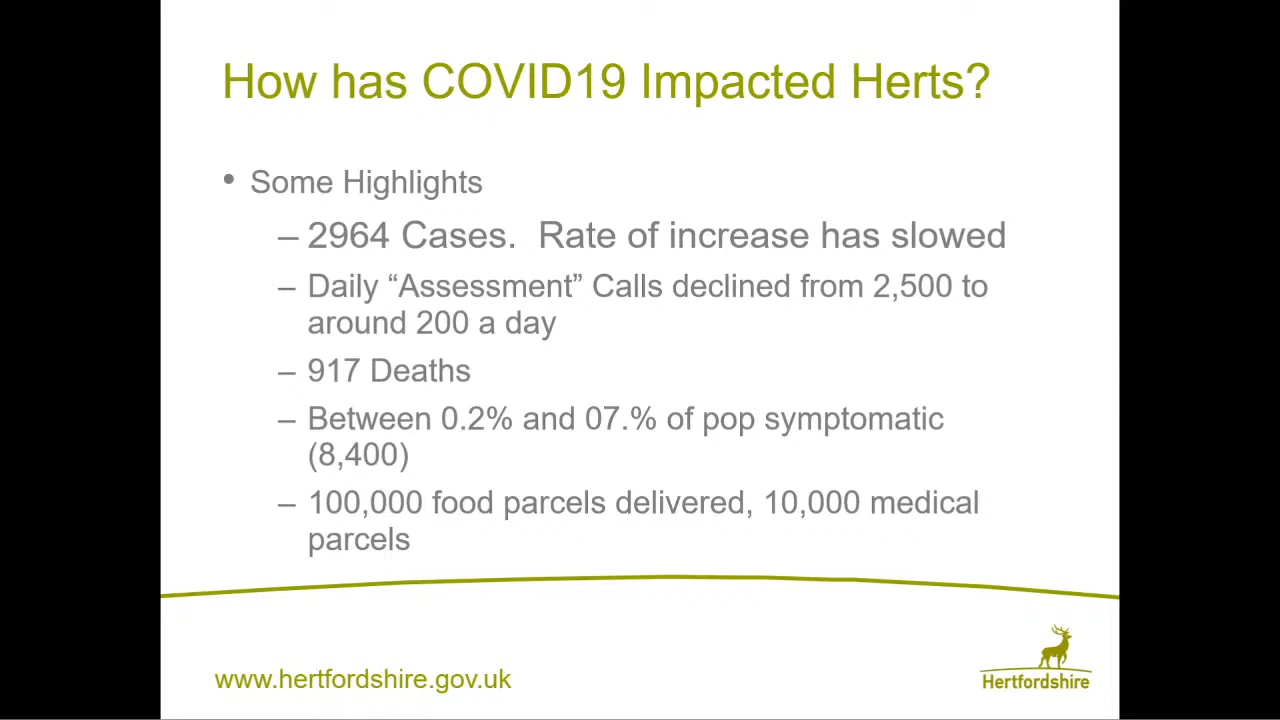 How has COVID19 Impacted Herts?
• Some Highlights
– 2964 Cases.  Rate of increase has slowed
– Daily “Assessment” Calls declined from 2,500 to
around 200 a day
– 917 Deaths
– Between 0.2% and 07.% of pop symptomatic
(8,400)
– 100,000 food parcels delivered, 10,000 medical
parcels
www.hertfordshire.gov.uk
Hertfordshire